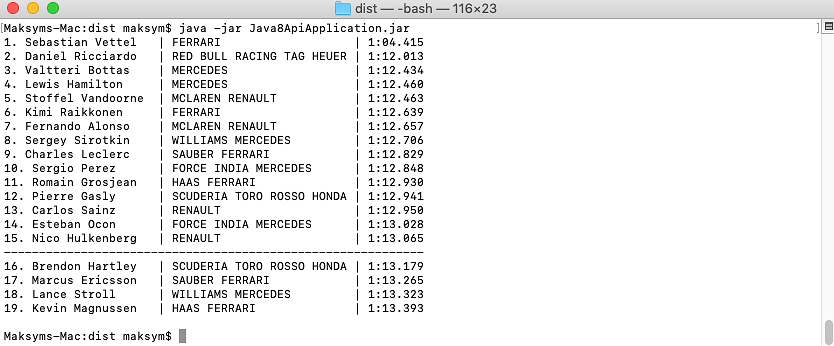 dist — -bash — 116×23
[Maksyms-Mac:dist maksym$ java -jar Java8ApiApplication.jar ]
1. Sebastian Vettel | FERRARI | 1:04.415
2. Daniel Ricciardo | RED BULL RACING TAG HEUER | 1:12.013
3. Valtteri Bottas | MERCEDES | 1:12.434
4. Lewis Hamilton | MERCEDES | 1:12.460
5. Stoffel Vandoorne | MCLAREN RENAULT | 1:12.463
6. Kimi Raikkonen | FERRARI | 1:12.639
7. Fernando Alonso | MCLAREN RENAULT | 1:12.657
8. Sergey Sirotkin | WILLIAMS MERCEDES | 1:12.706
9. Charles Leclerc | SAUBER FERRARI | 1:12.829
10. Sergio Perez | FORCE INDIA MERCEDES | 1:12.848
11. Romain Grosjean | HAAS FERRARI | 1:12.930
12. Pierre Gasly | SCUDERIA TORO ROSSO HONDA | 1:12.941
13. Carlos Sainz | RENAULT | 1:12.950
14. Esteban Ocon | FORCE INDIA MERCEDES | 1:13.028
15. Nico Hulkenberg | RENAULT | 1:13.065
------------------------------------------------------------
16. Brendon Hartley | SCUDERIA TORO ROSSO HONDA | 1:13.179
17. Marcus Ericsson | SAUBER FERRARI | 1:13.265
18. Lance Stroll | WILLIAMS MERCEDES | 1:13.323
19. Kevin Magnussen | HAAS FERRARI | 1:13.393
Maksyms-Mac:dist maksym$